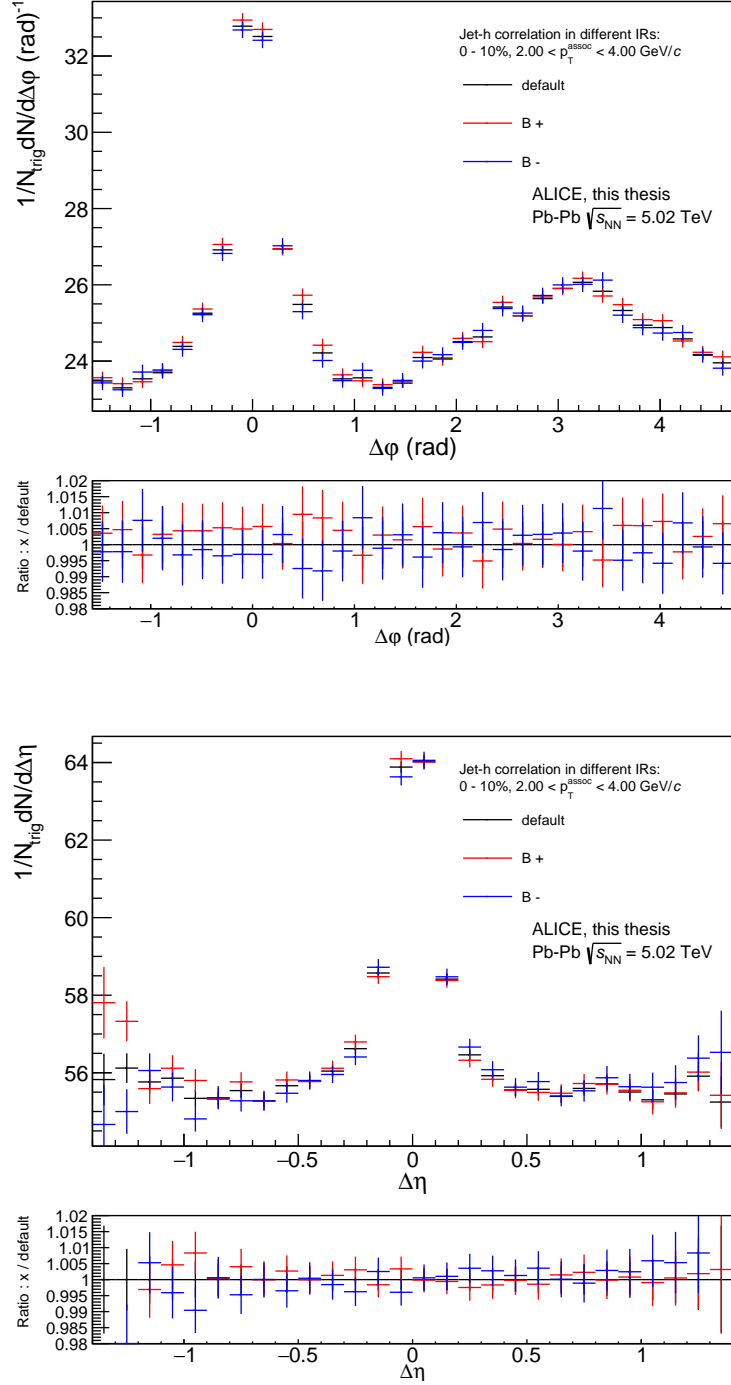 1/N_trig dN/dΔφ (rad)⁻¹
32
30
28
26
24
Jet-h correlation in different IRs:
0 - 10%, 2.00 < p_T^assoc < 4.00 GeV/c
default
B +
B -
ALICE, this thesis
Pb-Pb √s_NN = 5.02 TeV
−1 0 1 2 3 4
Δφ (rad)
Ratio : x / default
1.02
1.015
1.01
1.005
1
0.995
0.99
0.985
0.98
−1 0 1 2 3 4
Δφ (rad)
1/N_trig dN/dΔη
64
62
60
58
56
Jet-h correlation in different IRs:
0 - 10%, 2.00 < p_T^assoc < 4.00 GeV/c
default
B +
B -
ALICE, this thesis
Pb-Pb √s_NN = 5.02 TeV
−1 −0.5 0 0.5 1
Δη
Ratio : x / default
1.02
1.015
1.01
1.005
1
0.995
0.99
0.985
0.98
−1 −0.5 0 0.5 1
Δη